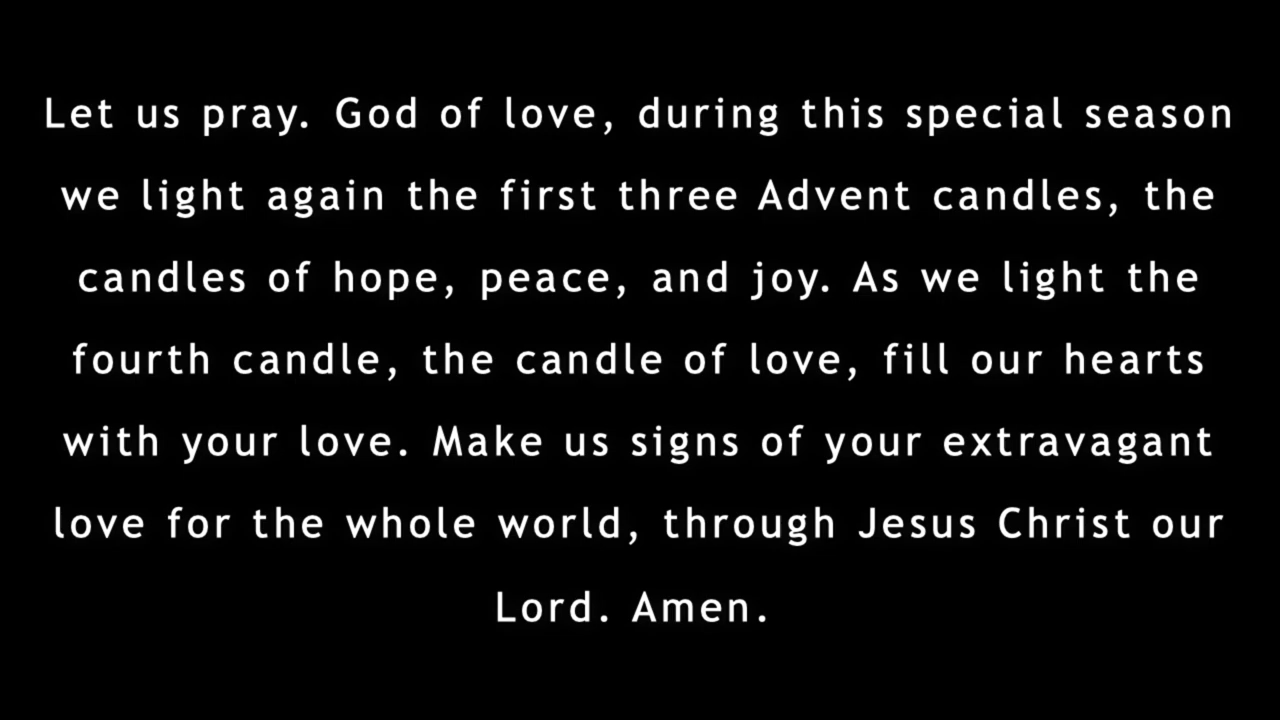 Let us pray. God of love, during this special season
we light again the first three Advent candles, the
candles of hope, peace, and joy. As we light the
fourth candle, the candle of love, fill our hearts
with your love. Make us signs of your extravagant
love for the whole world, through Jesus Christ our
Lord. Amen.